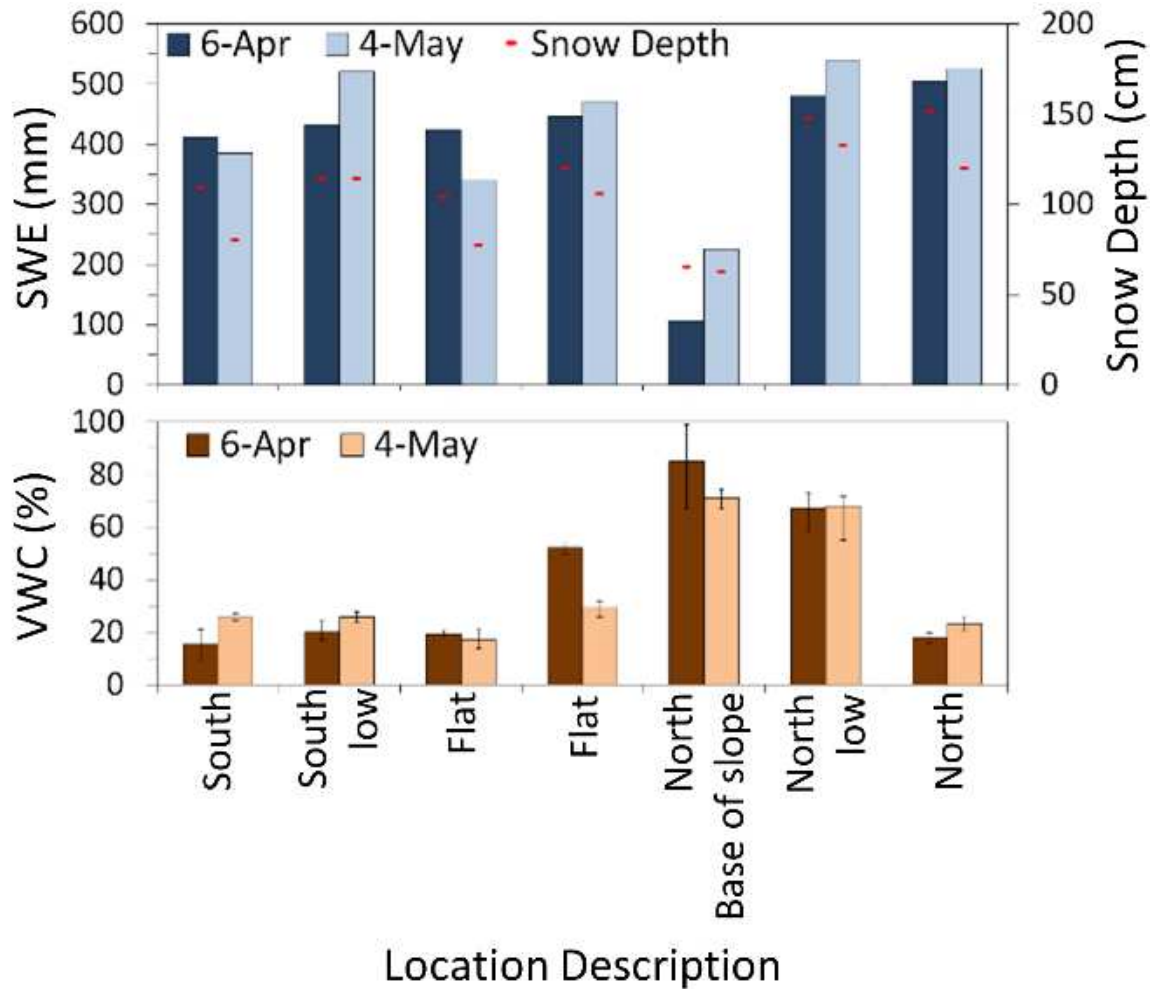 600
500
400
300
200
100
0
SWE (mm)
6-Apr 4-May Snow Depth
200
150
100
50
0
Snow Depth (cm)
100
80
60
40
20
0
VWC (%)
6-Apr 4-May
South
South
low
Flat
Flat
North
Base of slope
North
low
North
Location Description